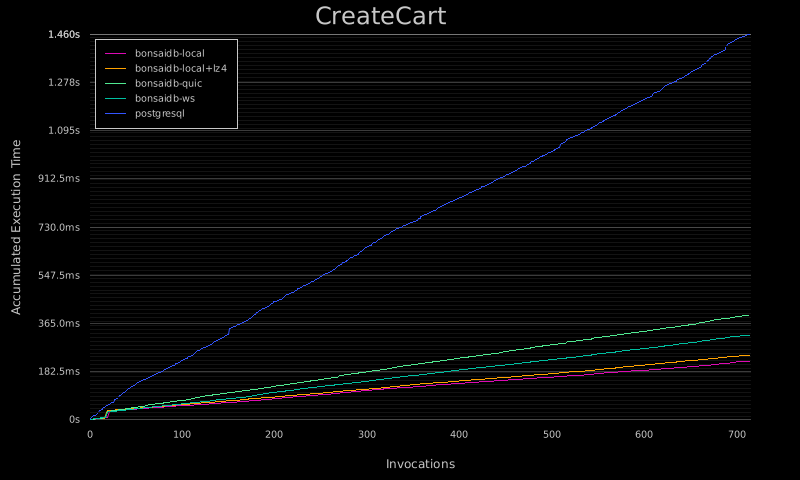 CreateCart
1.460s
1.278s
1.095s
912.5ms
730.0ms
547.5ms
365.0ms
182.5ms
0s
bonsaidb-local
bonsaidb-local+lz4
bonsaidb-quic
bonsaidb-ws
postgresql
Accumulated Execution Time
0 100 200 300 400 500 600 700
Invocations